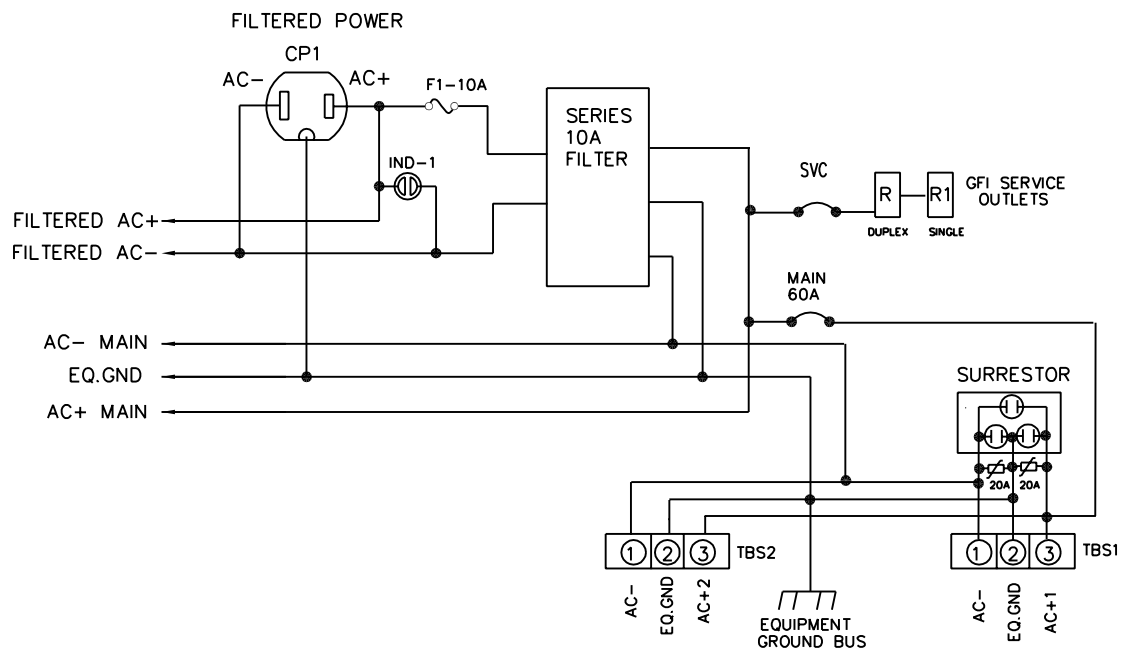 FILTERED POWER
CP1
AC-
AC+
F1-10A
SERIES
10A
FILTER
IND-1
SVC
R
R1
GFI SERVICE
OUTLETS
DUPLEX
SINGLE
FILTERED AC+
FILTERED AC-
MAIN
60A
AC- MAIN
EQ.GND
AC+ MAIN
SURRESTOR
20A
20A
1
2
3
TBS2
1
2
3
TBS1
AC-
EQ.GND
AC+2
AC-
EQ.GND
AC+1
EQUIPMENT
GROUND BUS